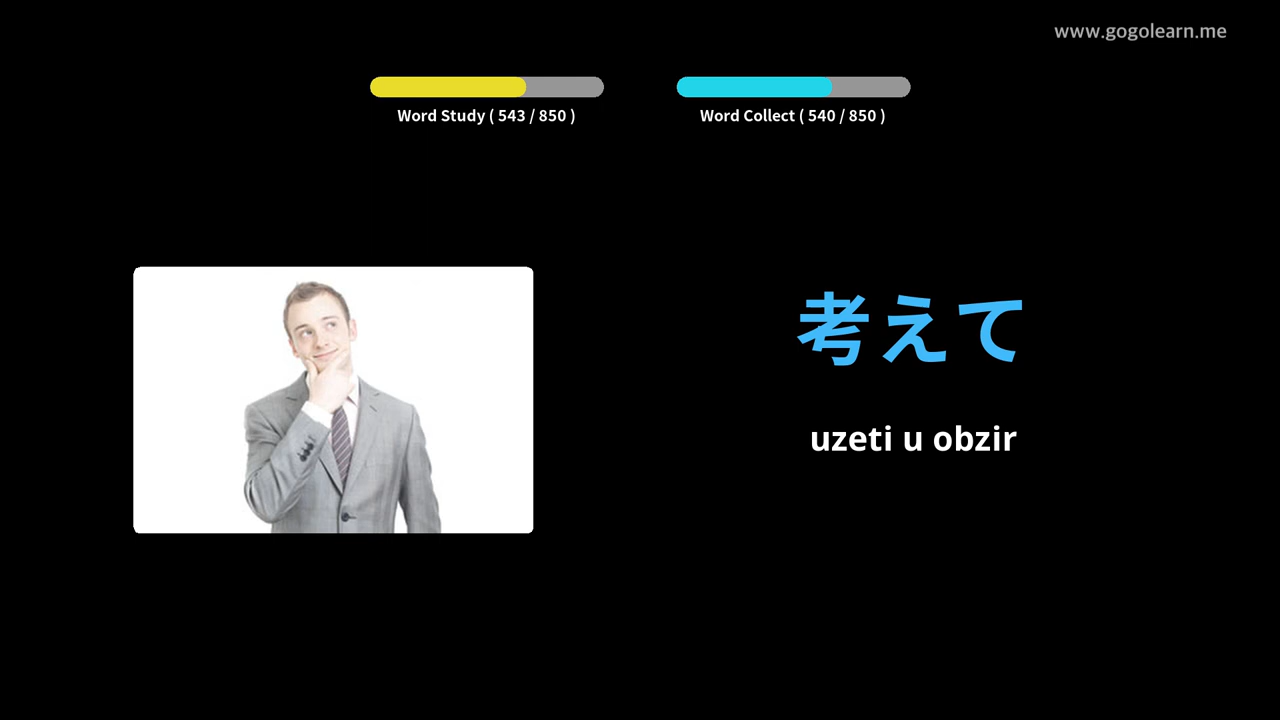 www.gogolearn.me
Word Study ( 543 / 850 )
Word Collect ( 540 / 850 )
考えて
uzeti u obzir